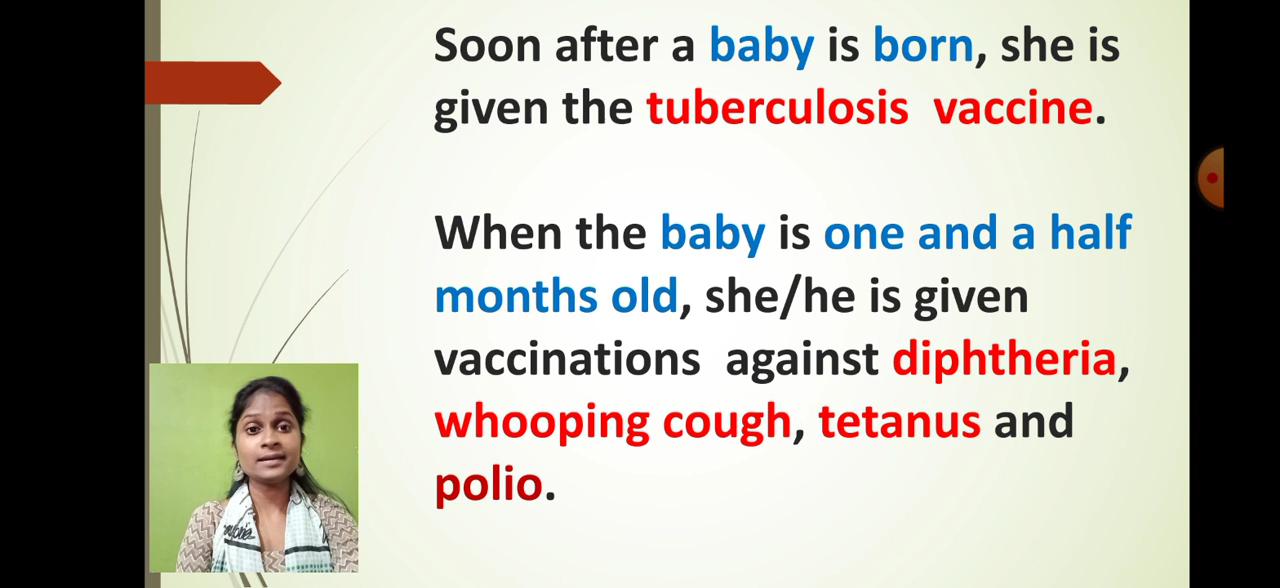 Soon after a baby is born, she is
given the tuberculosis vaccine.
When the baby is one and a half
months old, she/he is given
vaccinations against diphtheria,
whooping cough, tetanus and
polio.